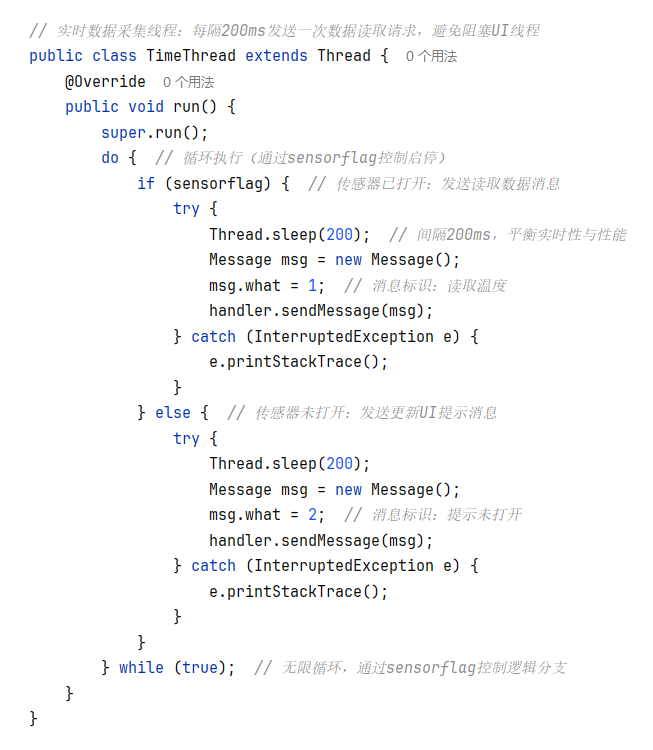 // 实时数据采集线程：每隔200ms发送一次数据读取请求，避免阻塞UI线程
public class TimeThread extends Thread {  0 个用法
    @Override  0 个用法
    public void run() {
        super.run();
        do {  // 循环执行（通过sensorflag控制启停）
            if (sensorflag) {  // 传感器已打开：发送读取数据消息
                try {
                    Thread.sleep(200);  // 间隔200ms，平衡实时性与性能
                    Message msg = new Message();
                    msg.what = 1;  // 消息标识：读取温度
                    handler.sendMessage(msg);
                } catch (InterruptedException e) {
                    e.printStackTrace();
                }
            } else {  // 传感器未打开：发送更新UI提示消息
                try {
                    Thread.sleep(200);
                    Message msg = new Message();
                    msg.what = 2;  // 消息标识：提示未打开
                    handler.sendMessage(msg);
                } catch (InterruptedException e) {
                    e.printStackTrace();
                }
            }
        } while (true);  // 无限循环，通过sensorflag控制逻辑分支
    }
}